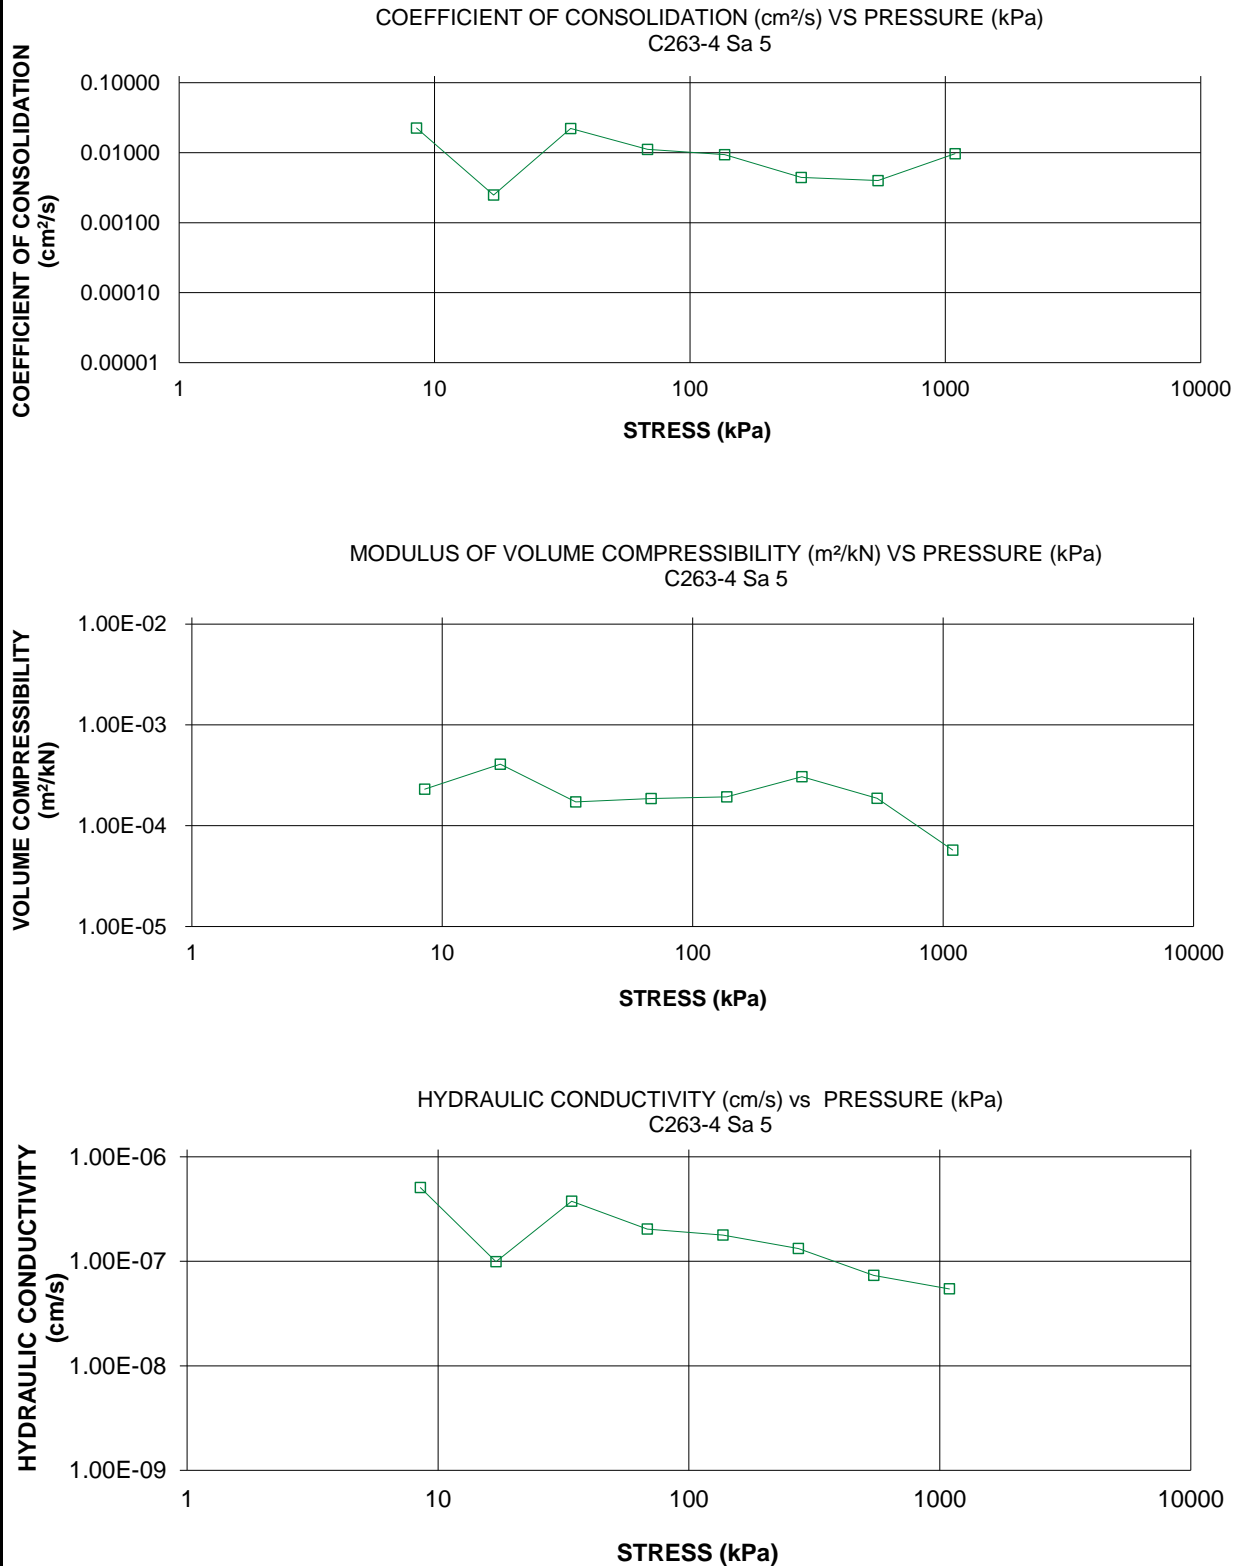 COEFFICIENT OF CONSOLIDATION (cm²/s) VS PRESSURE (kPa)
C263-4 Sa 5
COEFFICIENT OF CONSOLIDATION
(cm²/s)
0.10000
0.01000
0.00100
0.00010
0.00001
1 10 100 1000 10000
STRESS (kPa)
MODULUS OF VOLUME COMPRESSIBILITY (m²/kN) VS PRESSURE (kPa)
C263-4 Sa 5
VOLUME COMPRESSIBILITY
(m²/kN)
1.00E-02
1.00E-03
1.00E-04
1.00E-05
1 10 100 1000 10000
STRESS (kPa)
HYDRAULIC CONDUCTIVITY (cm/s) vs  PRESSURE (kPa)
C263-4 Sa 5
HYDRAULIC CONDUCTIVITY
(cm/s)
1.00E-06
1.00E-07
1.00E-08
1.00E-09
1 10 100 1000 10000
STRESS (kPa)